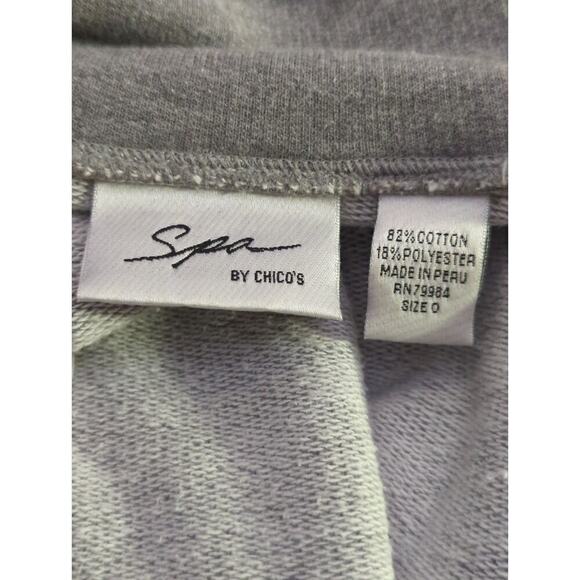 Spa
BY CHICO'S
82% COTTON
18% POLYESTER
MADE IN PERU
RN79984
SIZE 0